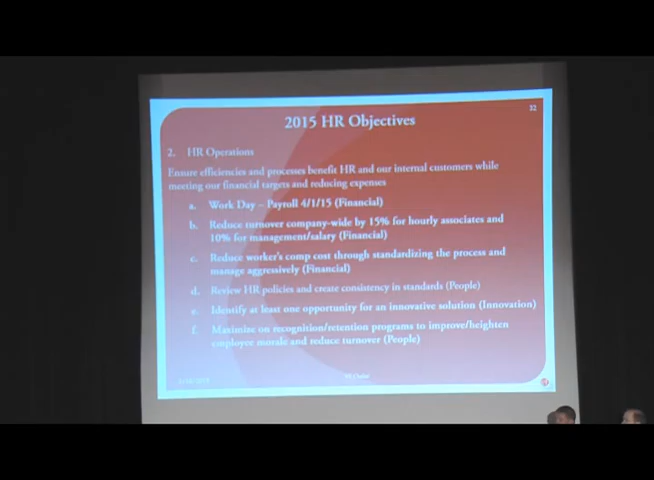 32
2015 HR Objectives
2. HR Operations
Ensure efficiencies and processes benefit HR and our internal customers while
meeting our financial targets and reducing expenses
a. Work Day – Payroll 4/1/15 (Financial)
b. Reduce turnover company-wide by 15% for hourly associates and
10% for management/salary (Financial)
c. Reduce worker's comp cost through standardizing the process and
manage aggressively (Financial)
d. Review HR policies and create consistency in standards (People)
e. Identify at least one opportunity for an innovative solution (Innovation)
f. Maximize on recognition/retention programs to improve/heighten
employee morale and reduce turnover (People)